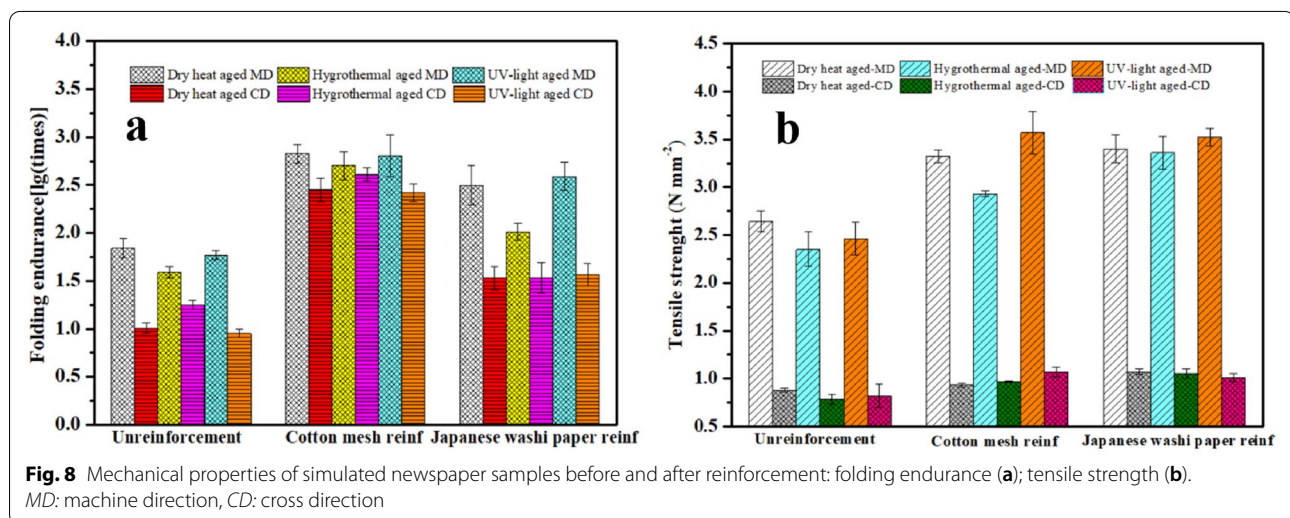 4.0
3.5
3.0
2.5
2.0
1.5
1.0
0.5
0.0
Folding endurance[lg(times)]
Dry heat aged MD Hygrothermal aged MD UV-light aged MD
Dry heat aged CD Hygrothermal aged CD UV-light aged CD
a
Unreinforcement Cotton mesh reinf Japanese washi paper reinf
4.5
4.0
3.5
3.0
2.5
2.0
1.5
1.0
0.5
Tensile strenght (N mm-2)
Dry heat aged-MD Hygrothermal aged-MD UV-light aged-MD
Dry heat aged-CD Hygrothermal aged-CD UV-light aged-CD
b
Unreinforcement Cotton mesh reinf Japanese washi paper reinf
Fig. 8 Mechanical properties of simulated newspaper samples before and after reinforcement: folding endurance (a); tensile strength (b).
MD: machine direction, CD: cross direction